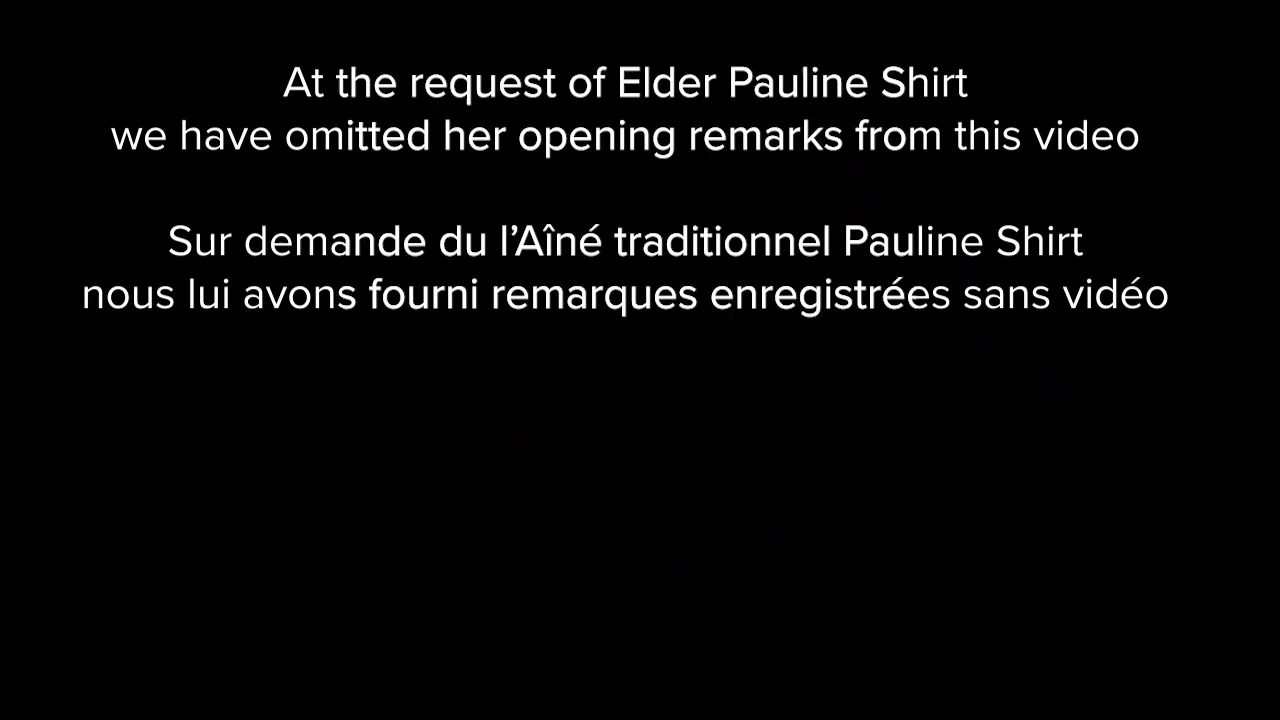 At the request of Elder Pauline Shirt
we have omitted her opening remarks from this video
Sur demande du l’Aîné traditionnel Pauline Shirt
nous lui avons fourni remarques enregistrées sans vidéo